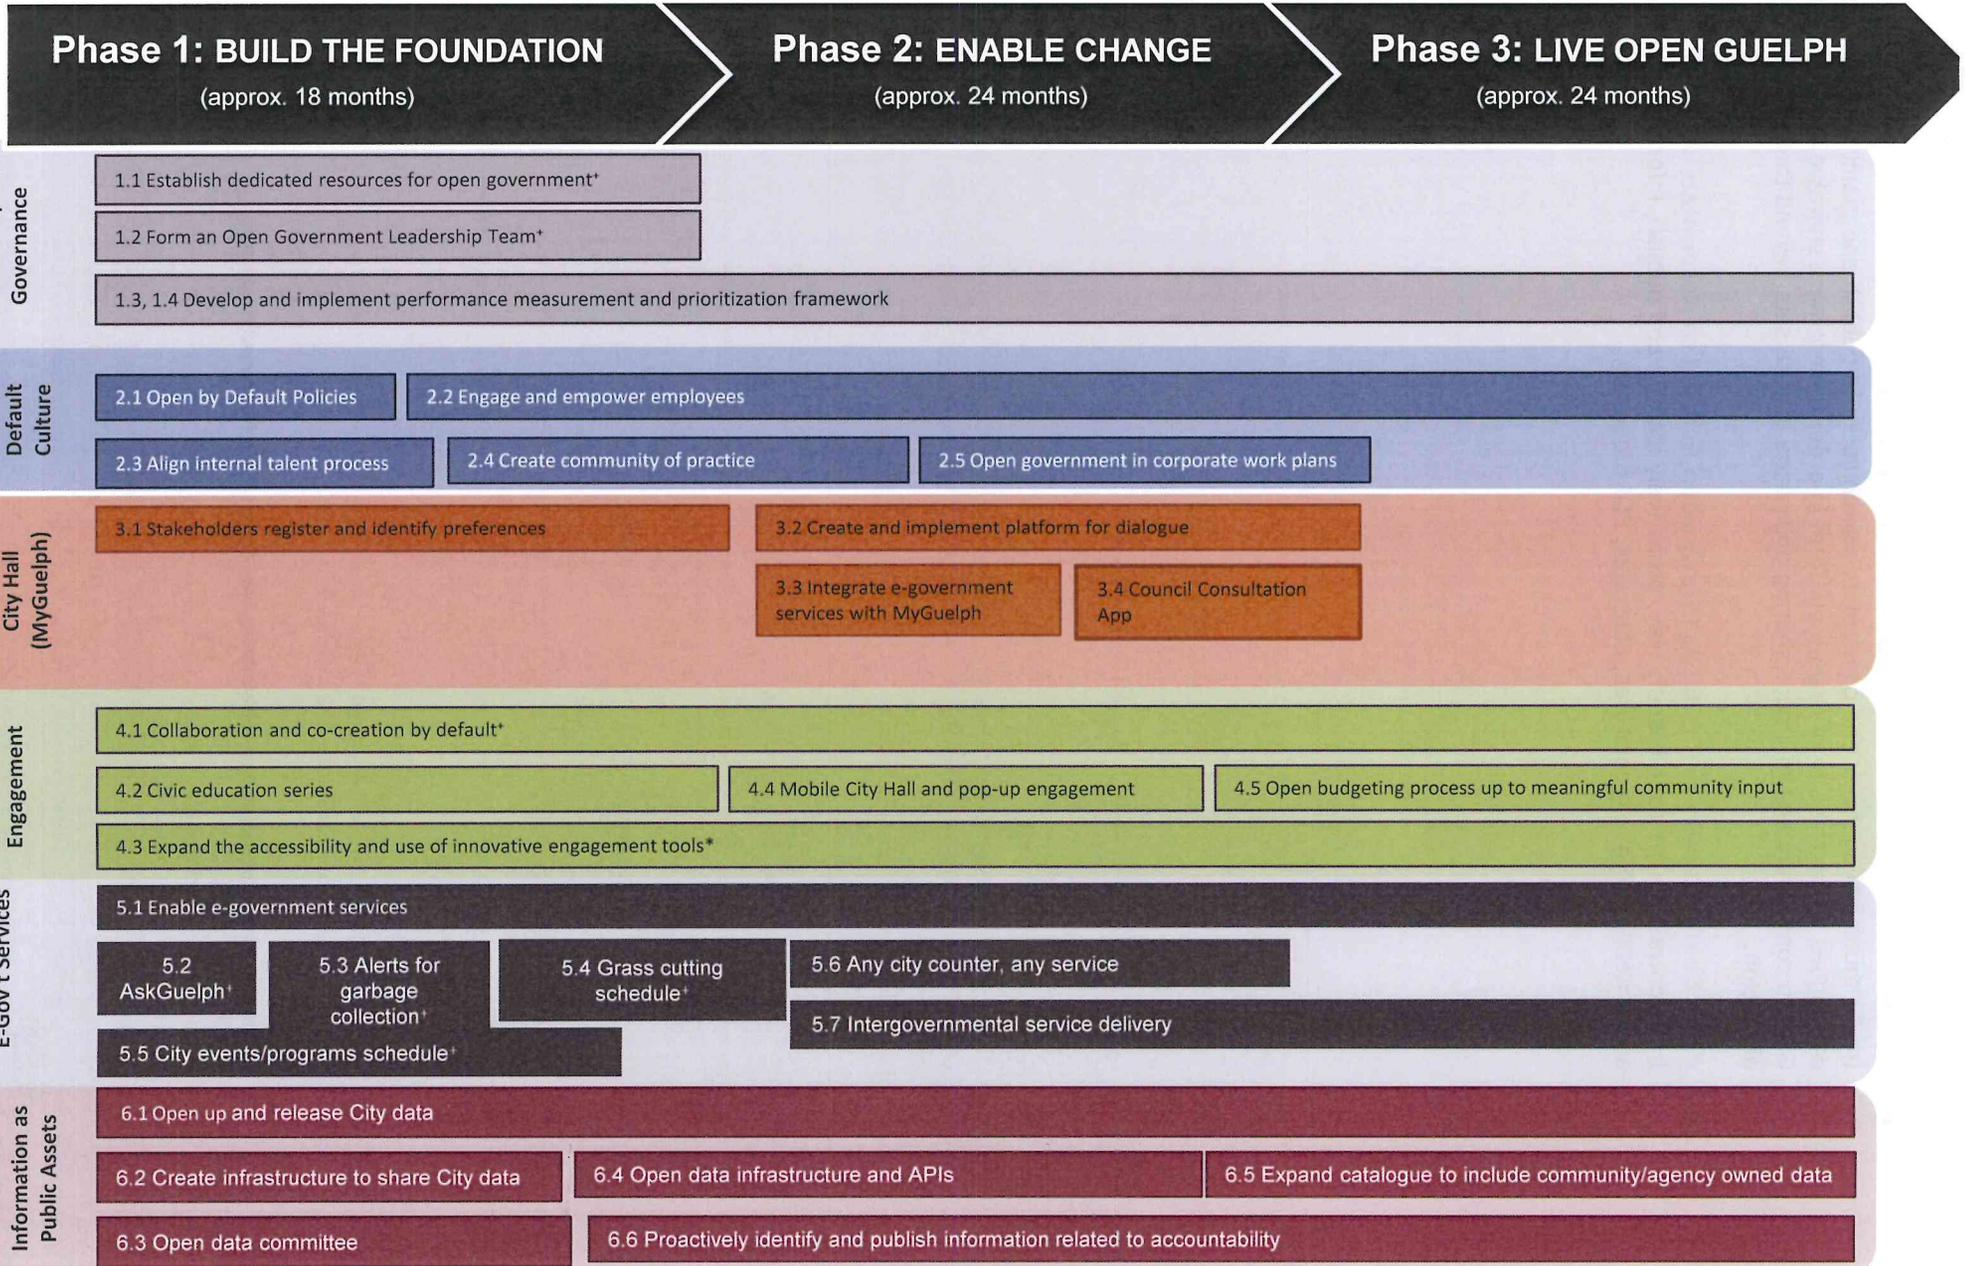 Phase 1: BUILD THE FOUNDATION
(approx. 18 months)
Phase 2: ENABLE CHANGE
(approx. 24 months)
Phase 3: LIVE OPEN GUELPH
(approx. 24 months)
Governance
1.1 Establish dedicated resources for open government⁺
1.2 Form an Open Government Leadership Team⁺
1.3, 1.4 Develop and implement performance measurement and prioritization framework
Default
Culture
2.1 Open by Default Policies
2.2 Engage and empower employees
2.3 Align internal talent process
2.4 Create community of practice
2.5 Open government in corporate work plans
City Hall
(MyGuelph)
3.1 Stakeholders register and identify preferences
3.2 Create and implement platform for dialogue
3.3 Integrate e-government
services with MyGuelph
3.4 Council Consultation
App
Engagement
4.1 Collaboration and co-creation by default⁺
4.2 Civic education series
4.4 Mobile City Hall and pop-up engagement
4.5 Open budgeting process up to meaningful community input
4.3 Expand the accessibility and use of innovative engagement tools*
E-Gov't Services
5.1 Enable e-government services
5.2
AskGuelph⁺
5.3 Alerts for
garbage
collection⁺
5.4 Grass cutting
schedule⁺
5.6 Any city counter, any service
5.7 Intergovernmental service delivery
5.5 City events/programs schedule⁺
Information as
Public Assets
6.1 Open up and release City data
6.2 Create infrastructure to share City data
6.4 Open data infrastructure and APIs
6.5 Expand catalogue to include community/agency owned data
6.3 Open data committee
6.6 Proactively identify and publish information related to accountability